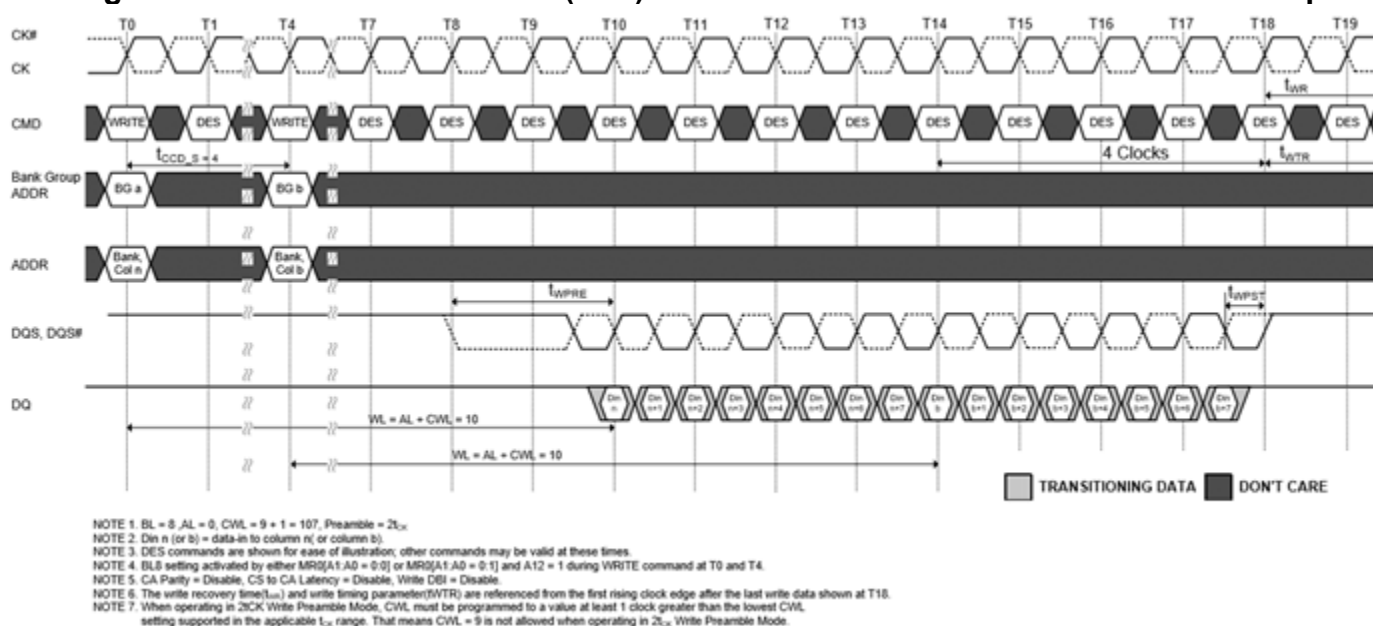 T0 T1 T4 T7 T8 T9 T10 T11 T12 T13 T14 T15 T16 T17 T18 T19
CK#
CK
tWR
CMD WRITE DES WRITE DES DES DES DES DES DES DES DES DES DES DES DES DES
tCCD_S = 4 4 Clocks tWTR
Bank Group
ADDR
BG a BG b
ADDR
Bank, Bank,
Col n Col b
tWPRE tWPST
DQS, DQS#
DQ
Din Din Din Din Din Din Din Din Din Din Din Din Din Din Din Din
n n+1 n+2 n+3 n+4 n+5 n+6 n+7 b b+1 b+2 b+3 b+4 b+5 b+6 b+7
WL = AL + CWL = 10
WL = AL + CWL = 10
TRANSITIONING DATA DON'T CARE
NOTE 1. BL = 8 ,AL = 0, CWL = 9 + 1 = 107, Preamble = 2tCK
NOTE 2. Din n (or b) = data-in to column n( or column b).
NOTE 3. DES commands are shown for ease of illustration; other commands may be valid at these times.
NOTE 4. BL8 setting activated by either MR0[A1:A0 = 0:0] or MR0[A1:A0 = 0:1] and A12 = 1 during WRITE command at T0 and T4.
NOTE 5. CA Parity = Disable, CS to CA Latency = Disable, Write DBI = Disable.
NOTE 6. The write recovery time(tWR) and write timing parameter(tWTR) are referenced from the first rising clock edge after the last write data shown at T18.
NOTE 7. When operating in 2tCK Write Preamble Mode, CWL must be programmed to a value at least 1 clock greater than the lowest CWL
setting supported in the applicable tCK range. That means CWL = 9 is not allowed when operating in 2tCK Write Preamble Mode.